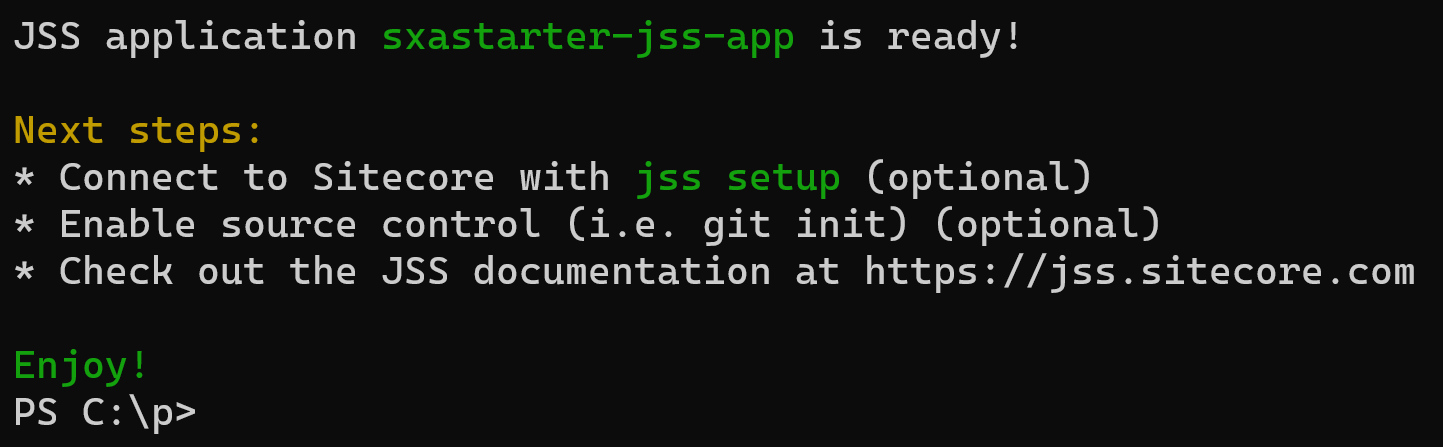 JSS application sxastarter-jss-app is ready!
Next steps:
* Connect to Sitecore with jss setup (optional)
* Enable source control (i.e. git init) (optional)
* Check out the JSS documentation at https://jss.sitecore.com
Enjoy!
PS C:\p>